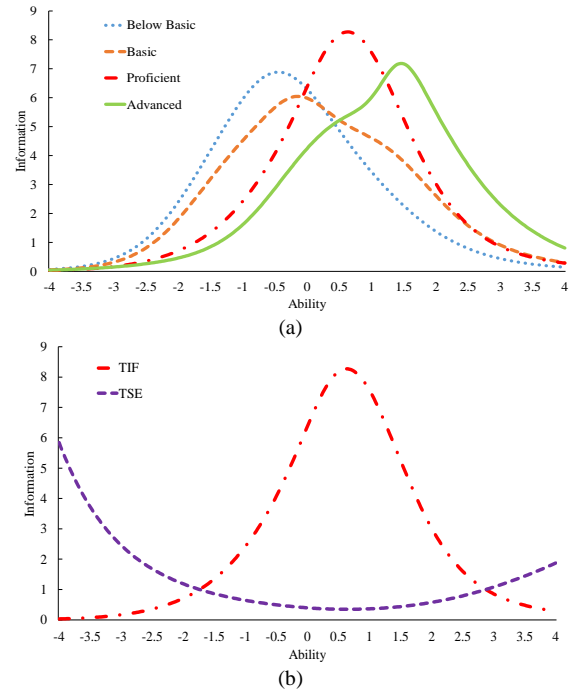 9
8
7
6
5
4
3
2
1
0
Information
Below Basic
Basic
Proficient
Advanced
-4 -3.5 -3 -2.5 -2 -1.5 -1 -0.5 0 0.5 1 1.5 2 2.5 3 3.5 4
Ability
(a)
9
8
7
6
5
4
3
2
1
0
Information
TIF
TSE
-4 -3.5 -3 -2.5 -2 -1.5 -1 -0.5 0 0.5 1 1.5 2 2.5 3 3.5 4
Ability
(b)